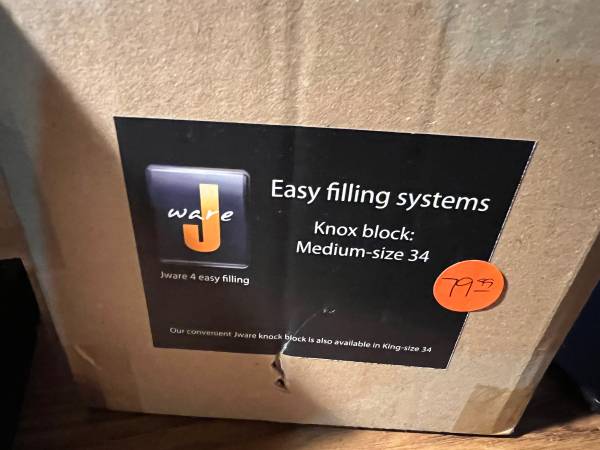 Easy filling systems
Knox block:
Medium-size 34
ware
J
Jware 4 easy filling
79.99
Our convenient Jware knock block is also available in King-size 34